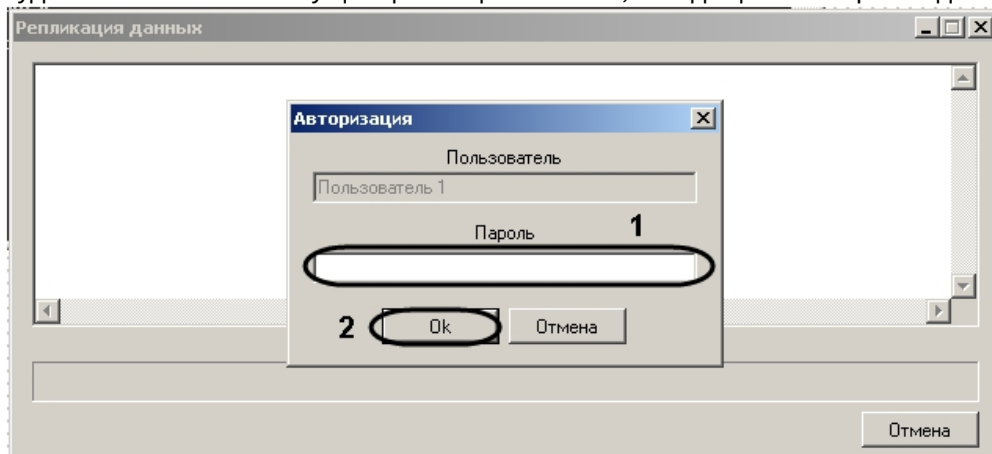 Репликация данных
Авторизация
Пользователь
Пользователь 1
Пароль
1
2
Ok
Отмена
Отмена